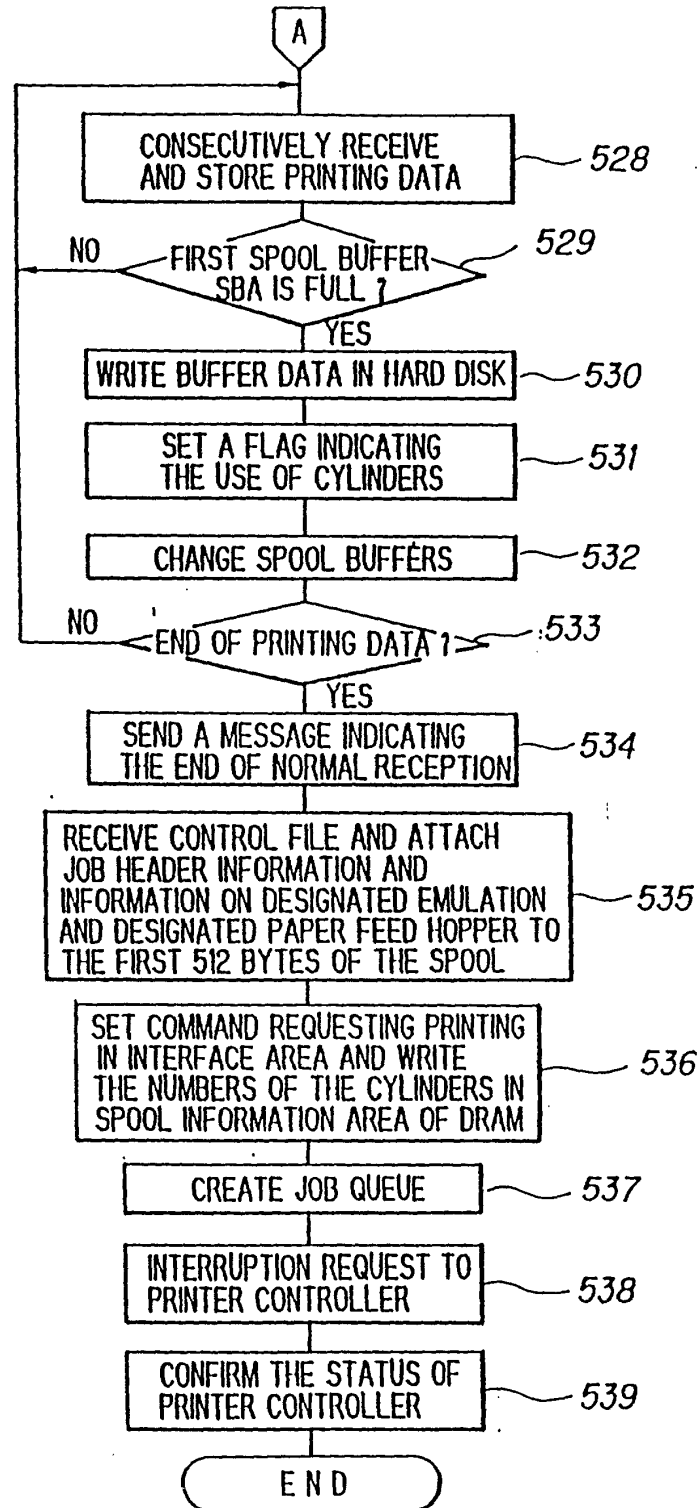 A
CONSECUTIVELY RECEIVE
AND STORE PRINTING DATA
528
NO
FIRST SPOOL BUFFER
SBA IS FULL ?
529
YES
WRITE BUFFER DATA IN HARD DISK
530
SET A FLAG INDICATING
THE USE OF CYLINDERS
531
CHANGE SPOOL BUFFERS
532
NO
END OF PRINTING DATA ?
533
YES
SEND A MESSAGE INDICATING
THE END OF NORMAL RECEPTION
534
RECEIVE CONTROL FILE AND ATTACH
JOB HEADER INFORMATION AND
INFORMATION ON DESIGNATED EMULATION
AND DESIGNATED PAPER FEED HOPPER TO
THE FIRST 512 BYTES OF THE SPOOL
535
SET COMMAND REQUESTING PRINTING
IN INTERFACE AREA AND WRITE
THE NUMBERS OF THE CYLINDERS IN
SPOOL INFORMATION AREA OF DRAM
536
CREATE JOB QUEUE
537
INTERRUPTION REQUEST TO
PRINTER CONTROLLER
538
CONFIRM THE STATUS OF
PRINTER CONTROLLER
539
END